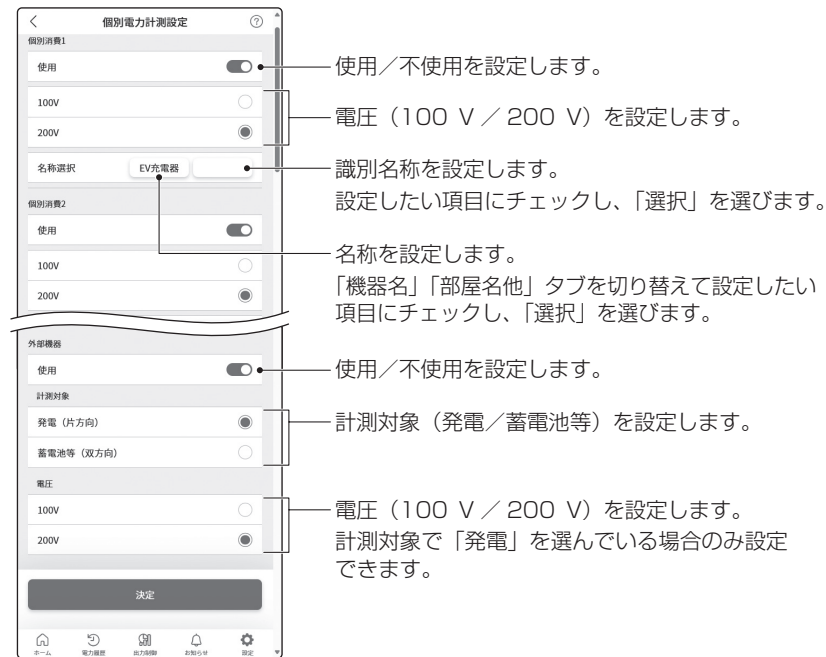 個別電力計測設定 ?
個別消費1
使用
使用／不使用を設定します。
100V
200V
電圧（100 V ／ 200 V）を設定します。
名称選択 EV充電器
識別名称を設定します。
設定したい項目にチェックし、「選択」を選びます。
個別消費2
使用
100V
200V
名称を設定します。
「機器名」「部屋名他」タブを切り替えて設定したい
項目にチェックし、「選択」を選びます。
外部機器
使用
使用／不使用を設定します。
計測対象
発電（片方向）
蓄電池等（双方向）
計測対象（発電／蓄電池等）を設定します。
電圧
100V
200V
電圧（100 V ／ 200 V）を設定します。
計測対象で「発電」を選んでいる場合のみ設定
できます。
決定
ホーム 電力履歴 出力制御 お知らせ 設定